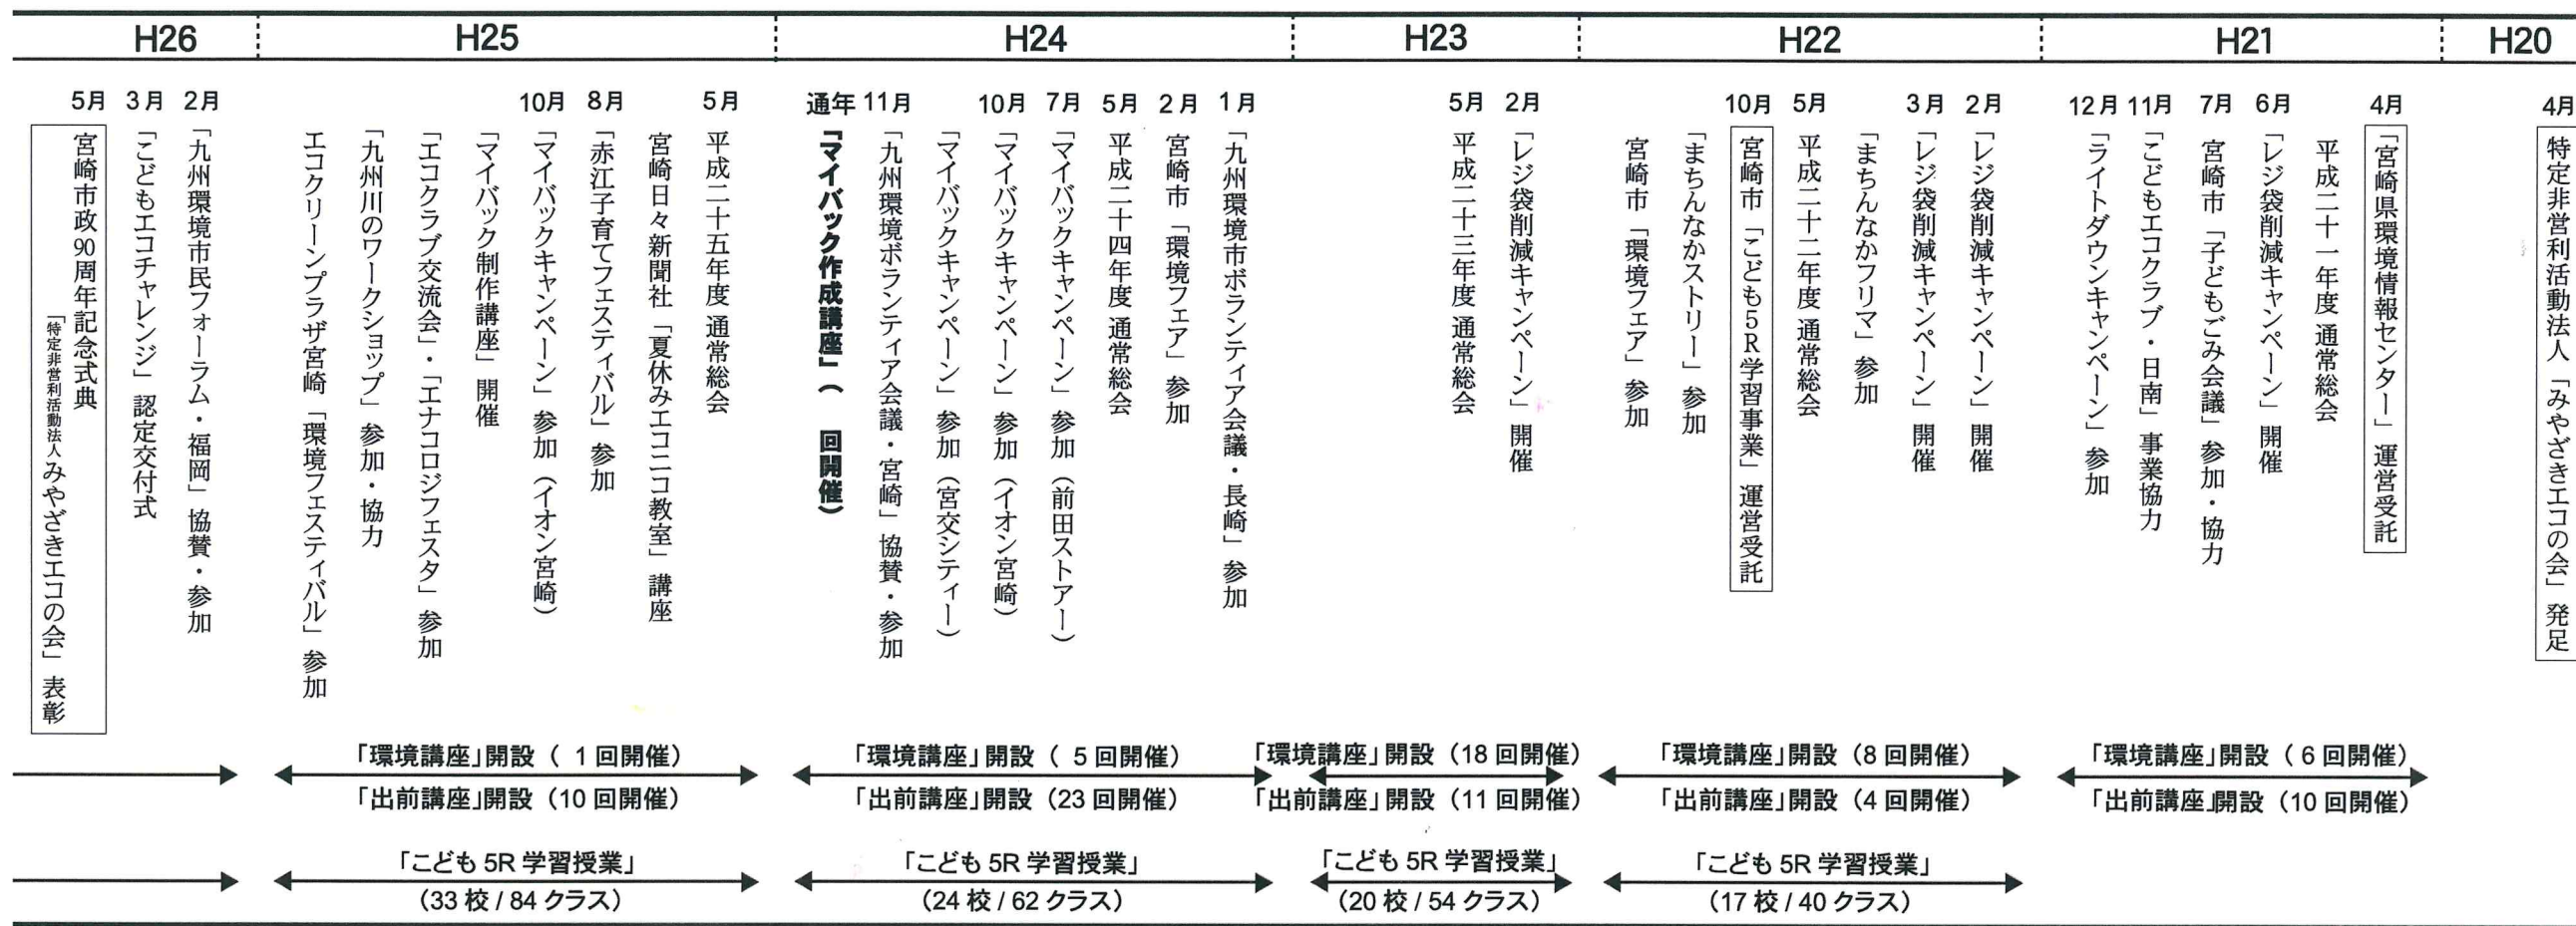 H20
4月
特定非営利活動法人「みやざきエコの会」発足
H21
4月
「宮崎県環境情報センター」運営受託
平成二十一年度 通常総会
6月
「レジ袋削減キャンペーン」開催
7月
宮崎市「子どもごみ会議」参加・協力
11月
「こどもエコクラブ・日南」事業協力
12月
「ライトダウンキャンペーン」参加
「環境講座」開設（ 6 回開催）
「出前講座」開設（10 回開催）
H22
2月
「レジ袋削減キャンペーン」開催
3月
「レジ袋削減キャンペーン」開催
「まちんなかフリマ」参加
5月
平成二十二年度 通常総会
10月
宮崎市「こども5R学習事業」運営受託
「まちんなかストリー」参加
宮崎市「環境フェア」参加
「環境講座」開設（8 回開催）
「出前講座」開設（4 回開催）
「こども 5R 学習授業」
（17 校 / 40 クラス）
H23
2月
「レジ袋削減キャンペーン」開催
5月
平成二十三年度 通常総会
「環境講座」開設（18 回開催）
「出前講座」開設（11 回開催）
「こども 5R 学習授業」
（20 校 / 54 クラス）
H24
1月
「九州環境市ボランティア会議・長崎」参加
2月
宮崎市「環境フェア」参加
5月
平成二十四年度 通常総会
7月
「マイバックキャンペーン」参加（前田ストアー）
10月
「マイバックキャンペーン」参加（イオン宮崎）
「マイバックキャンペーン」参加（宮交シティー）
11月
「九州環境ボランティア会議・宮崎」協賛・参加
通年
「マイバック作成講座」（ 回開催）
「環境講座」開設（ 5 回開催）
「出前講座」開設（23 回開催）
「こども 5R 学習授業」
（24 校 / 62 クラス）
H25
5月
平成二十五年度 通常総会
宮崎日々新聞社「夏休みエコニコ教室」講座
8月
「赤江子育てフェスティバル」参加
10月
「マイバックキャンペーン」参加（イオン宮崎）
「マイバック制作講座」開催
「エコクラブ交流会」・「エナコロジフェスタ」参加
「九州川のワークショップ」参加・協力
エコクリーンプラザ宮崎「環境フェスティバル」参加
「環境講座」開設（ 1 回開催）
「出前講座」開設（10 回開催）
「こども 5R 学習授業」
（33 校 / 84 クラス）
H26
2月
「九州環境市民フォーラム・福岡」協賛・参加
3月
「こどもエコチャレンジ」認定交付式
5月
宮崎市政90周年記念式典
「特定非営利活動法人みやざきエコの会」表彰